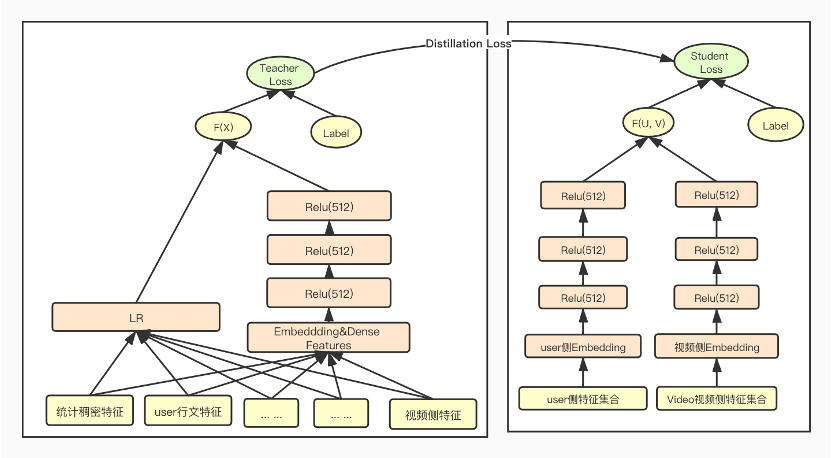 Distillation Loss
Teacher
Loss
F(X)
Label
Relu(512)
Relu(512)
Relu(512)
LR
Embeddding&Dense
Features
统计稠密特征
user行文特征
... ...
... ...
视频侧特征
Student
Loss
F(U, V)
Label
Relu(512)
Relu(512)
Relu(512)
Relu(512)
Relu(512)
Relu(512)
user侧Embedding
视频侧Embedding
user侧特征集合
Video视频侧特征集合